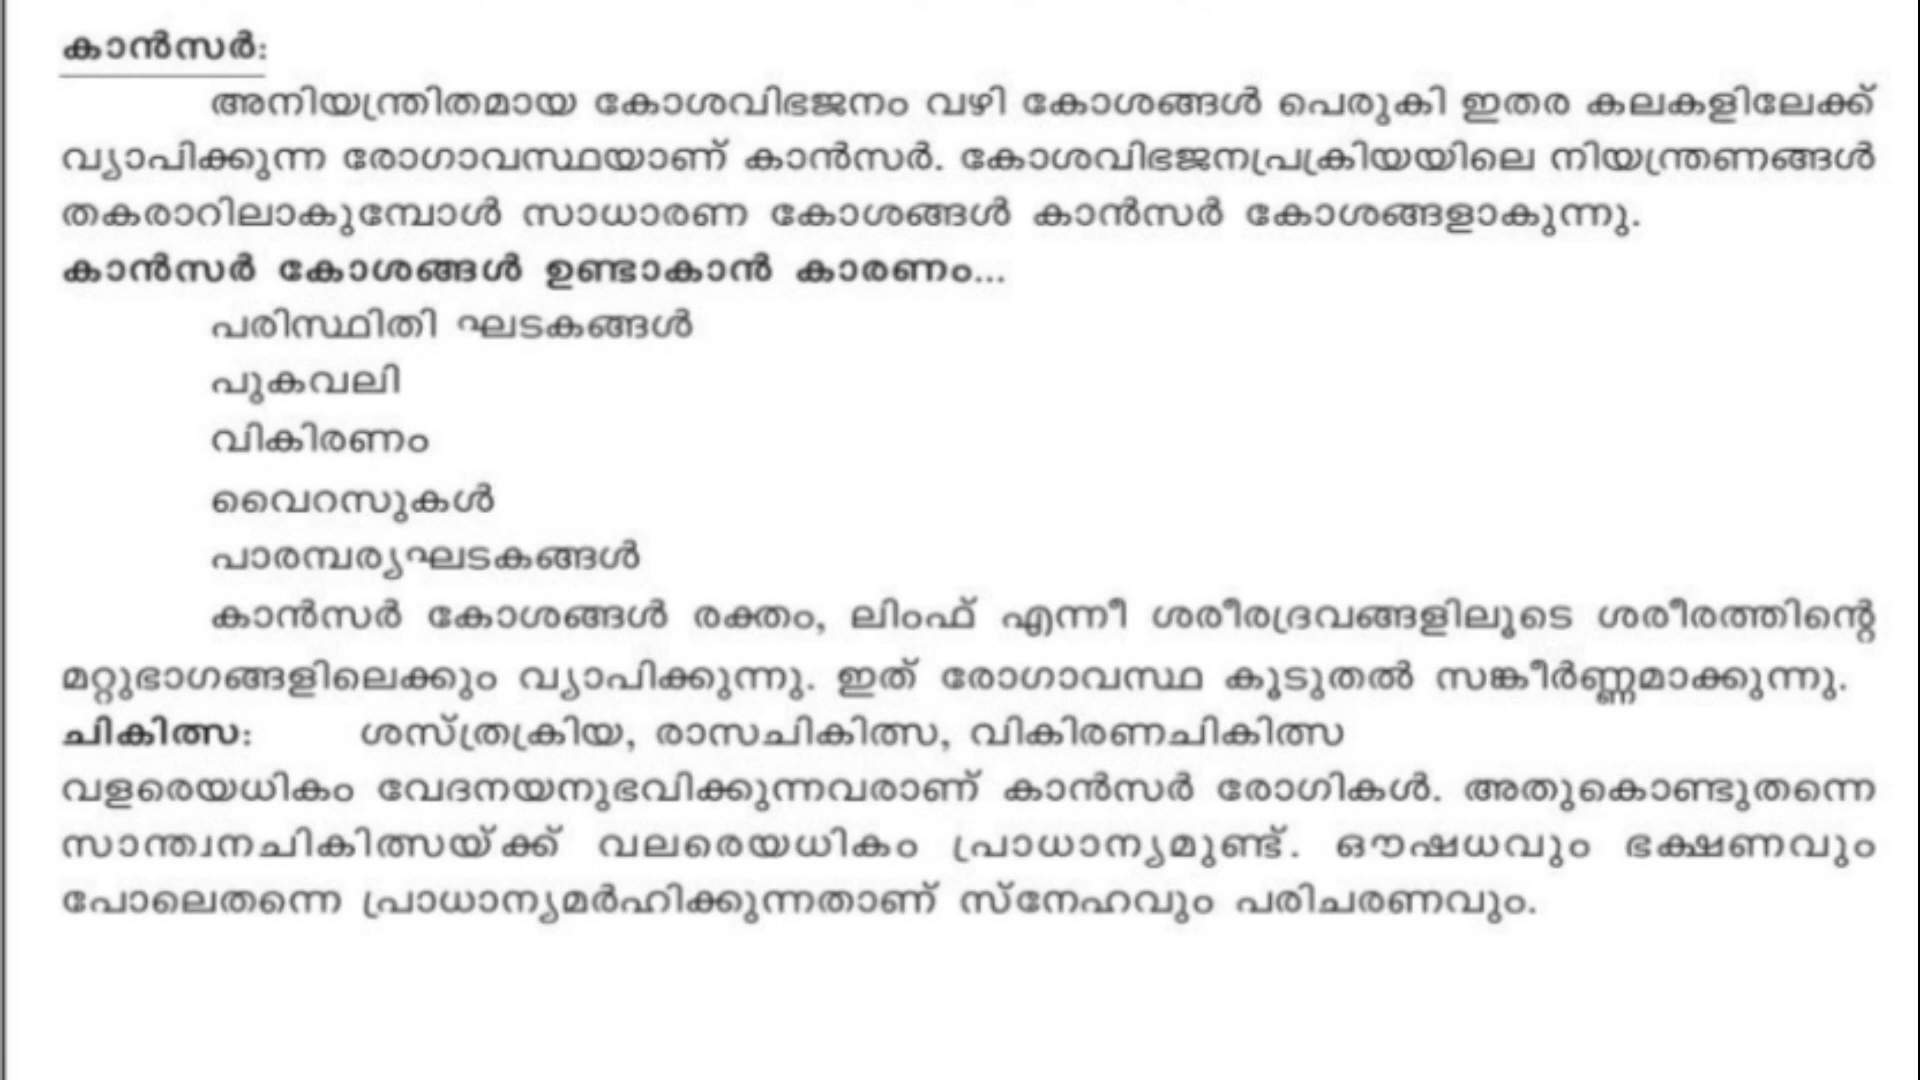 കാൻസർ:
അനിയന്ത്രിതമായ കോശവിഭജനം വഴി കോശങ്ങൾ പെരുകി ഇതര കലകളിലേക്ക്
വ്യാപിക്കുന്ന രോഗാവസ്ഥയാണ് കാൻസർ. കോശവിഭജനപ്രക്രിയയിലെ നിയന്ത്രണങ്ങൾ
തകരാറിലാകുമ്പോൾ സാധാരണ കോശങ്ങൾ കാൻസർ കോശങ്ങളാകുന്നു.
കാൻസർ കോശങ്ങൾ ഉണ്ടാകാൻ കാരണം...
പരിസ്ഥിതി ഘടകങ്ങൾ
പുകവലി
വികിരണം
വൈറസുകൾ
പാരമ്പര്യഘടകങ്ങൾ
കാൻസർ കോശങ്ങൾ രക്തം, ലിംഫ് എന്നീ ശരീരദ്രവങ്ങളിലൂടെ ശരീരത്തിന്റെ
മറ്റുഭാഗങ്ങളിലെക്കും വ്യാപിക്കുന്നു. ഇത് രോഗാവസ്ഥ കൂടുതൽ സങ്കീർണ്ണമാക്കുന്നു.
ചികിത്സ: ശസ്ത്രക്രിയ, രാസചികിത്സ, വികിരണചികിത്സ
വളരെയധികം വേദനയനുഭവിക്കുന്നവരാണ് കാൻസർ രോഗികൾ. അതുകൊണ്ടുതന്നെ
സാന്ത്വനചികിത്സയ്ക്ക് വലരെയധികം പ്രാധാന്യമുണ്ട്. ഔഷധവും ഭക്ഷണവും
പോലെതന്നെ പ്രാധാന്യമർഹിക്കുന്നതാണ് സ്നേഹവും പരിചരണവും.